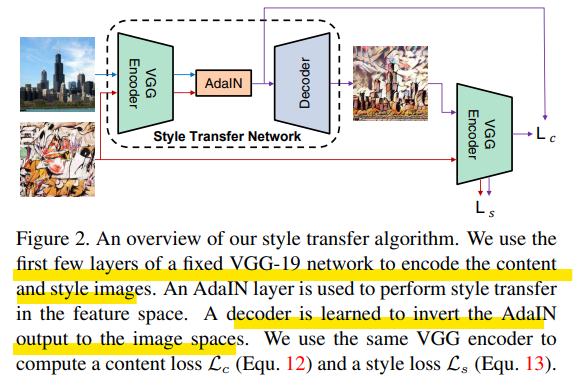 VGG
Encoder
AdaIN
Decoder
Style Transfer Network
VGG
Encoder
L c
L s
Figure 2. An overview of our style transfer algorithm. We use the
first few layers of a fixed VGG-19 network to encode the content
and style images. An AdaIN layer is used to perform style transfer
in the feature space. A decoder is learned to invert the AdaIN
output to the image spaces. We use the same VGG encoder to
compute a content loss ℒc (Equ. 12) and a style loss ℒs (Equ. 13).